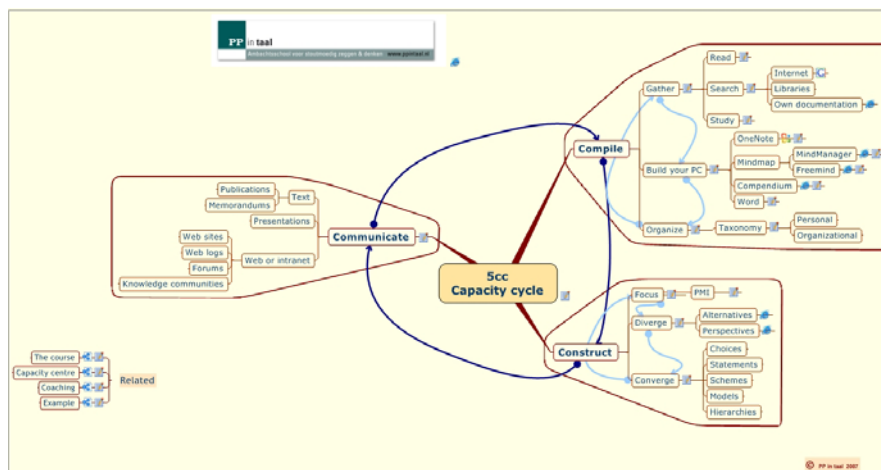 PP in taal
Bedrachtschool voor stoutmoedig zeggen & denken www.ppintaal.nl
5cc
Capacity cycle
Compile
Gather
Read
Search
Internet
Libraries
Own documentation
Study
Build your PC
OneNote
Mindmap
MindManager
Freemind
Compendium
Word
Organize
Taxonomy
Personal
Organizational
Construct
Focus
PMI
Diverge
Alternatives
Perspectives
Converge
Choices
Statements
Schemes
Models
Hierarchies
Communicate
Text
Publications
Memorandums
Presentations
Web or intranet
Web sites
Web logs
Forums
Knowledge communities
Related
The course
Capacity centre
Coaching
Example
© PP in taal 2007